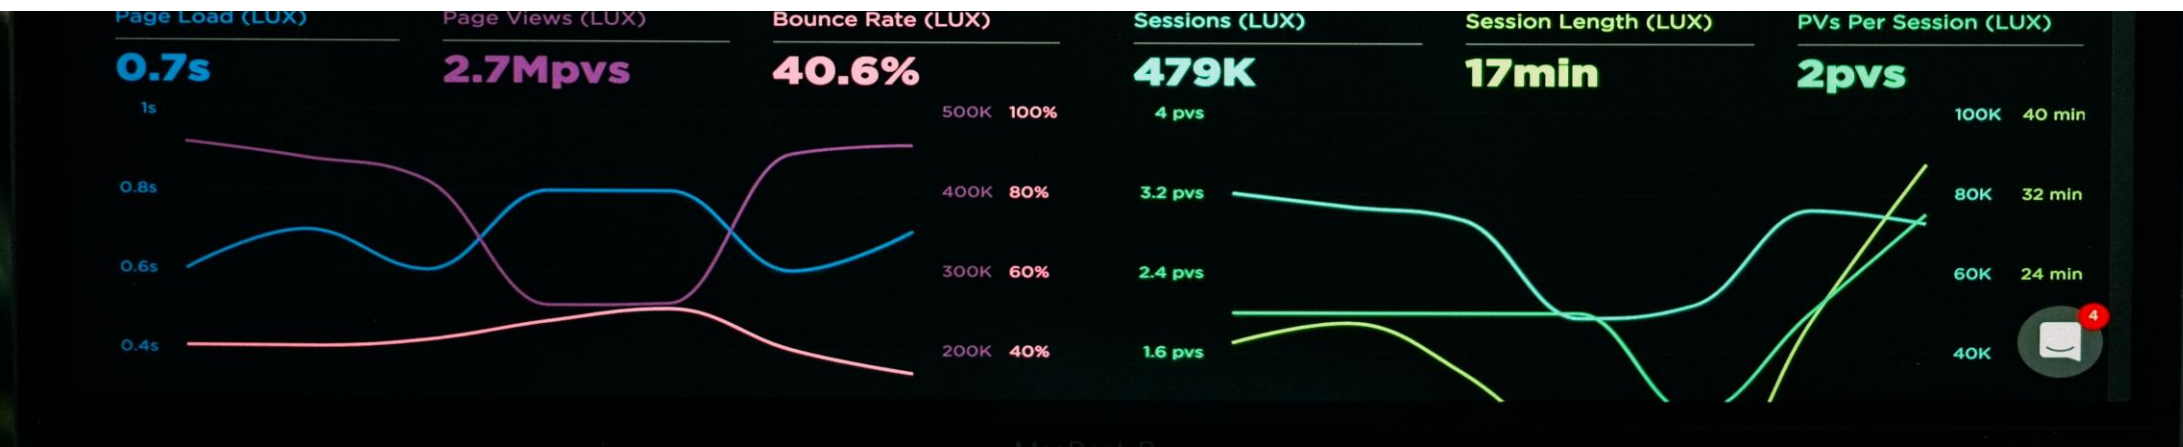 Page Load (LUX)
Page Views (LUX)
Bounce Rate (LUX)
Sessions (LUX)
Session Length (LUX)
PVs Per Session (LUX)
0.7s
2.7Mpvs
40.6%
479K
17min
2pvs
1s
500K 100%
4 pvs
100K 40 min
0.8s
400K 80%
3.2 pvs
80K 32 min
0.6s
300K 60%
2.4 pvs
60K 24 min
4
0.4s
200K 40%
1.6 pvs
40K